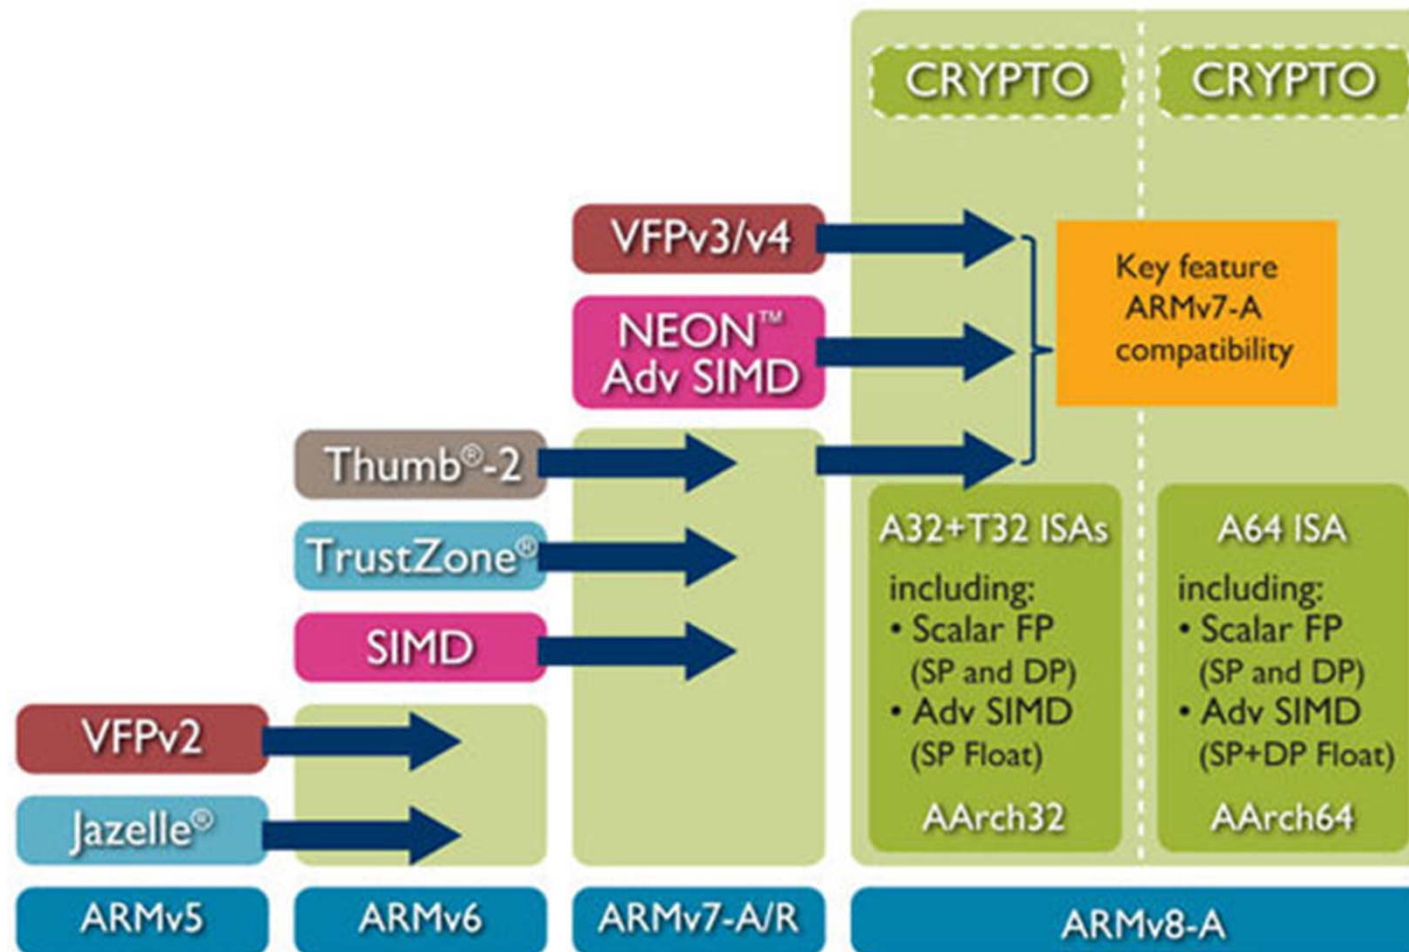 CRYPTO
CRYPTO
VFPv3/v4
Key feature
ARMv7-A
compatibility
NEON™
Adv SIMD
Thumb®-2
TrustZone®
SIMD
A32+T32 ISAs
including:
• Scalar FP
(SP and DP)
• Adv SIMD
(SP Float)
AArch32
A64 ISA
including:
• Scalar FP
(SP and DP)
• Adv SIMD
(SP+DP Float)
AArch64
VFPv2
Jazelle®
ARMv5
ARMv6
ARMv7-A/R
ARMv8-A